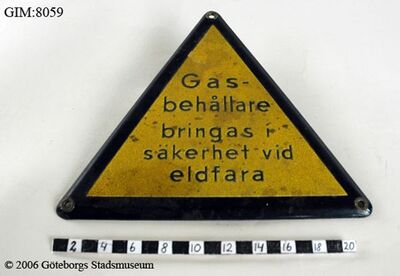 GIM:8059
Gas-
behållare
bringas i
säkerhet vid
eldfara
2 4 6 8 10 12 14 16 18 20
© 2006 Göteborgs Stadsmuseum